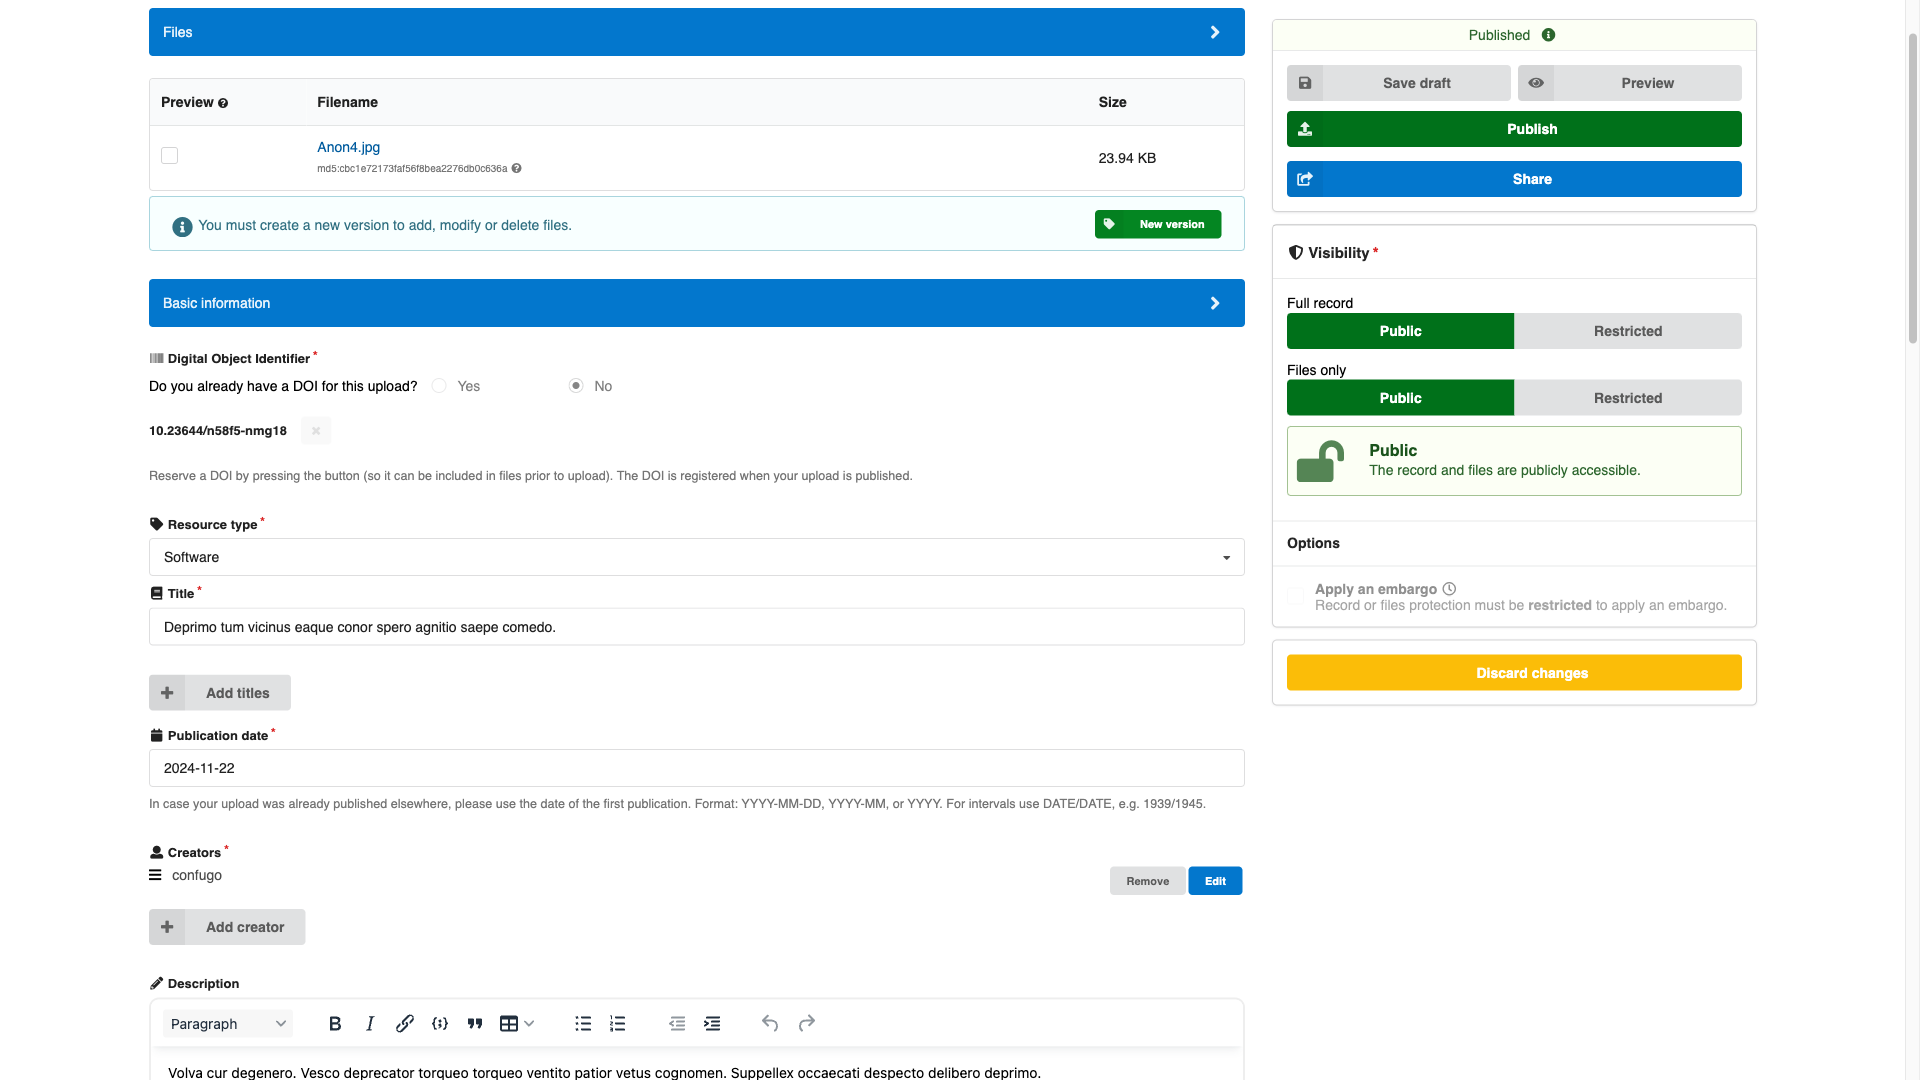 Files
Preview
Filename
Size
Anon4.jpg
md5:cbc1e72173faf56f8bea2276db0c636a
23.94 KB
You must create a new version to add, modify or delete files.
New version
Basic information
Digital Object Identifier *
Do you already have a DOI for this upload?
Yes
No
10.23644/n58f5-nmg18
Reserve a DOI by pressing the button (so it can be included in files prior to upload). The DOI is registered when your upload is published.
Resource type *
Software
Title *
Deprimo tum vicinus eaque conor spero agnitio saepe comedo.
Add titles
Publication date *
2024-11-22
In case your upload was already published elsewhere, please use the date of the first publication. Format: YYYY-MM-DD, YYYY-MM, or YYYY. For intervals use DATE/DATE, e.g. 1939/1945.
Creators *
confugo
Remove
Edit
Add creator
Description
Paragraph
Volva cur degenero. Vesco deprecator torqueo torqueo ventito patior vetus cognomen. Suppellex occaecati despecto delibero deprimo.
Published
Save draft
Preview
Publish
Share
Visibility *
Full record
Public
Restricted
Files only
Public
Restricted
Public
The record and files are publicly accessible.
Options
Apply an embargo
Record or files protection must be restricted to apply an embargo.
Discard changes